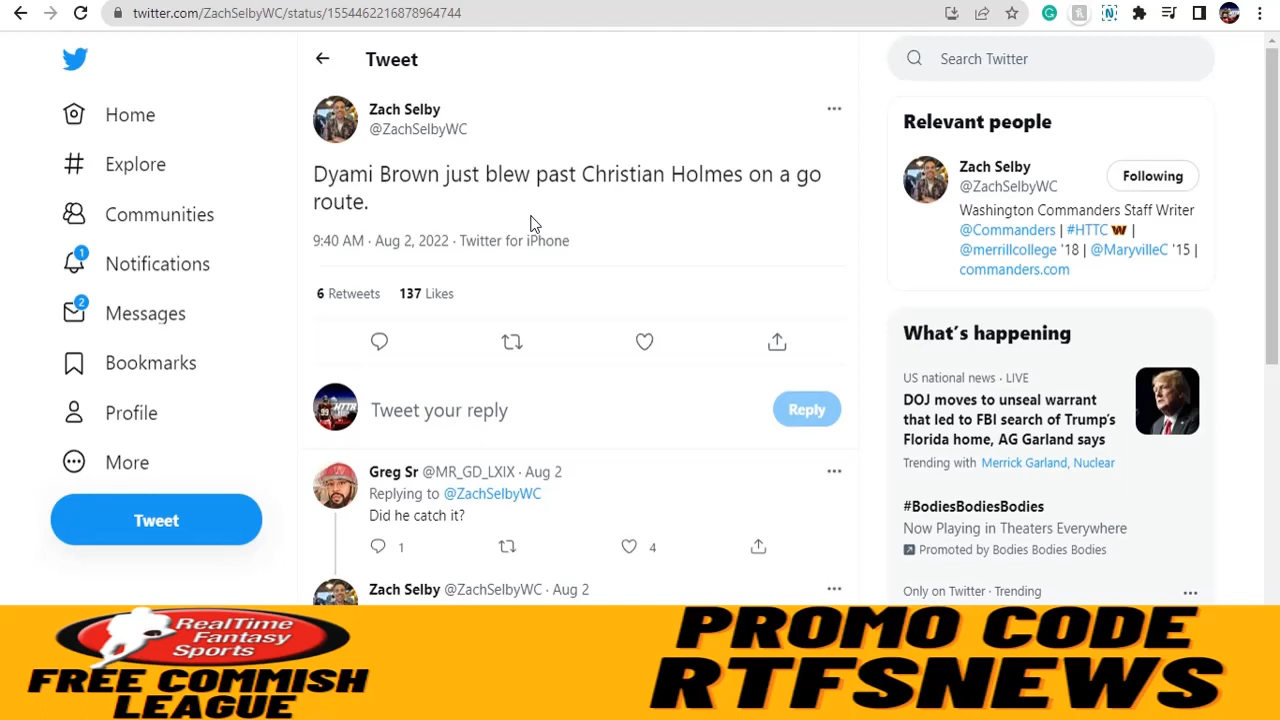 twitter.com/ZachSelbyWC/status/1554462216878964744
Home
Explore
Communities
1
Notifications
2
Messages
Bookmarks
Profile
More
Tweet
Tweet
Zach Selby
@ZachSelbyWC
Dyami Brown just blew past Christian Holmes on a go
route.
9:40 AM · Aug 2, 2022 · Twitter for iPhone
6 Retweets 137 Likes
HTTR
Tweet your reply
Reply
Greg Sr @MR_GD_LXIX · Aug 2
Replying to @ZachSelbyWC
Did he catch it?
1 4
Zach Selby @ZachSelbyWC · Aug 2
Search Twitter
Relevant people
Zach Selby
@ZachSelbyWC
Following
Washington Commanders Staff Writer
@Commanders | #HTTC W |
@merrillcollege '18 | @MaryvilleC '15 |
commanders.com
What's happening
US national news · LIVE
DOJ moves to unseal warrant
that led to FBI search of Trump's
Florida home, AG Garland says
Trending with Merrick Garland, Nuclear
#BodiesBodiesBodies
Now Playing in Theaters Everywhere
Promoted by Bodies Bodies Bodies
Only on Twitter · Trending
RealTime
Fantasy
Sports
FREE COMMISH
LEAGUE
PROMO CODE
RTFSNEWS